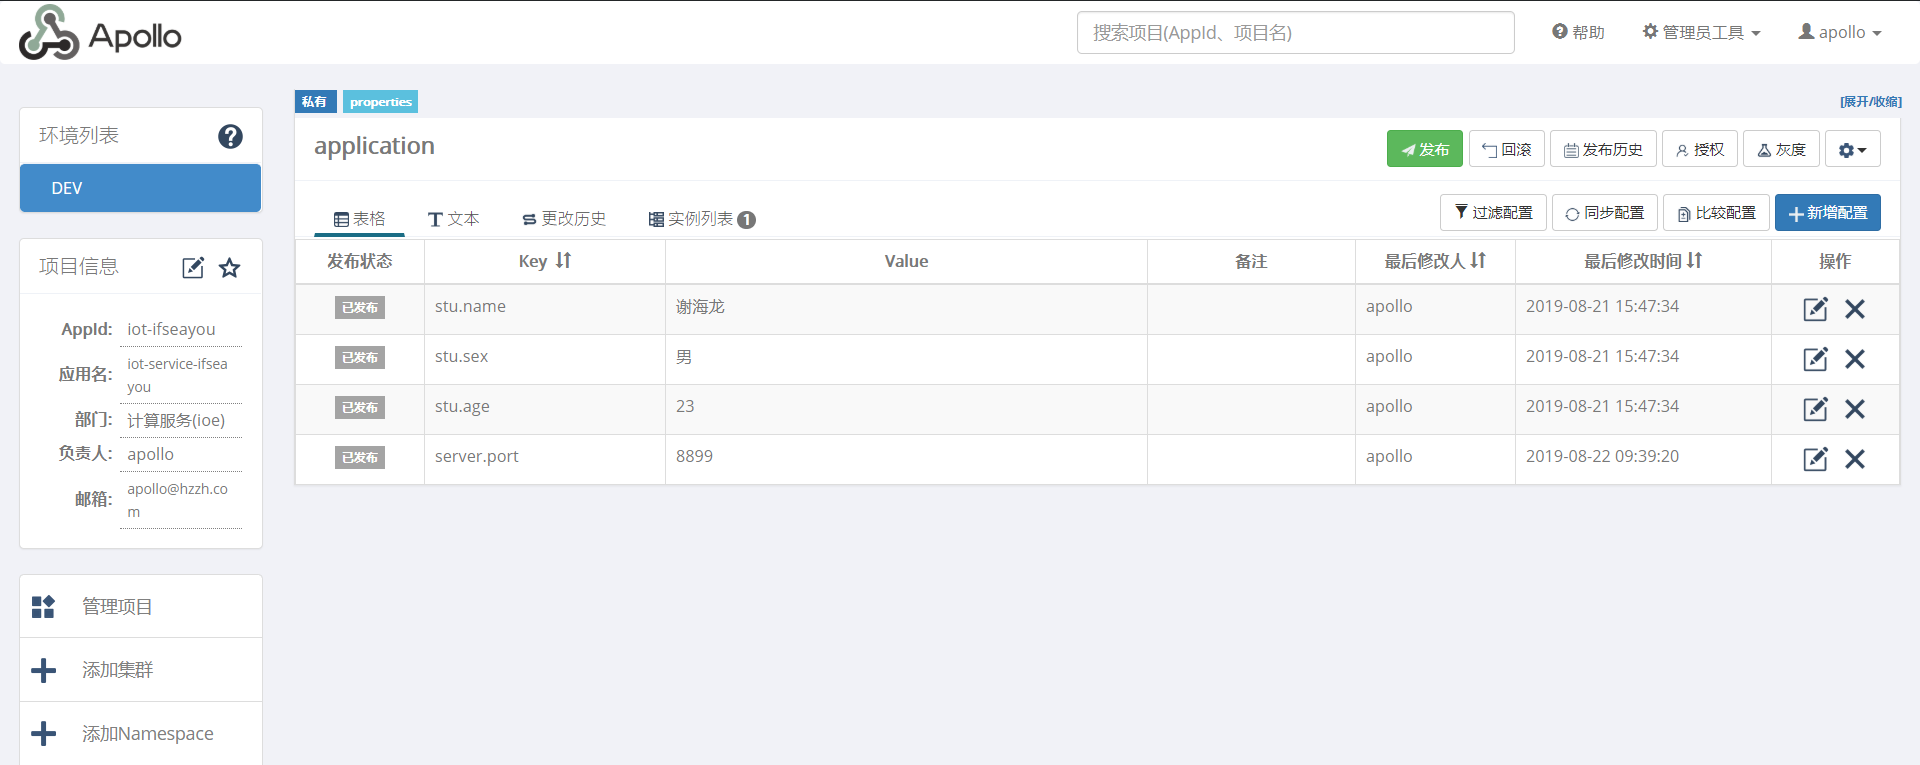 Apollo
搜索项目(AppId、项目名)
帮助
管理员工具
apollo
环境列表
DEV
项目信息
AppId: iot-ifseayou
应用名: iot-service-ifsea
you
部门: 计算服务(ioe)
负责人: apollo
邮箱: apollo@hzzh.co
m
管理项目
添加集群
添加Namespace
私有 properties
[展开/收缩]
application
发布 回滚 发布历史 授权 灰度
表格 文本 更改历史 实例列表 1
过滤配置 同步配置 比较配置 新增配置
发布状态 Key Value 备注 最后修改人 最后修改时间 操作
已发布 stu.name 谢海龙 apollo 2019-08-21 15:47:34
已发布 stu.sex 男 apollo 2019-08-21 15:47:34
已发布 stu.age 23 apollo 2019-08-21 15:47:34
已发布 server.port 8899 apollo 2019-08-22 09:39:20